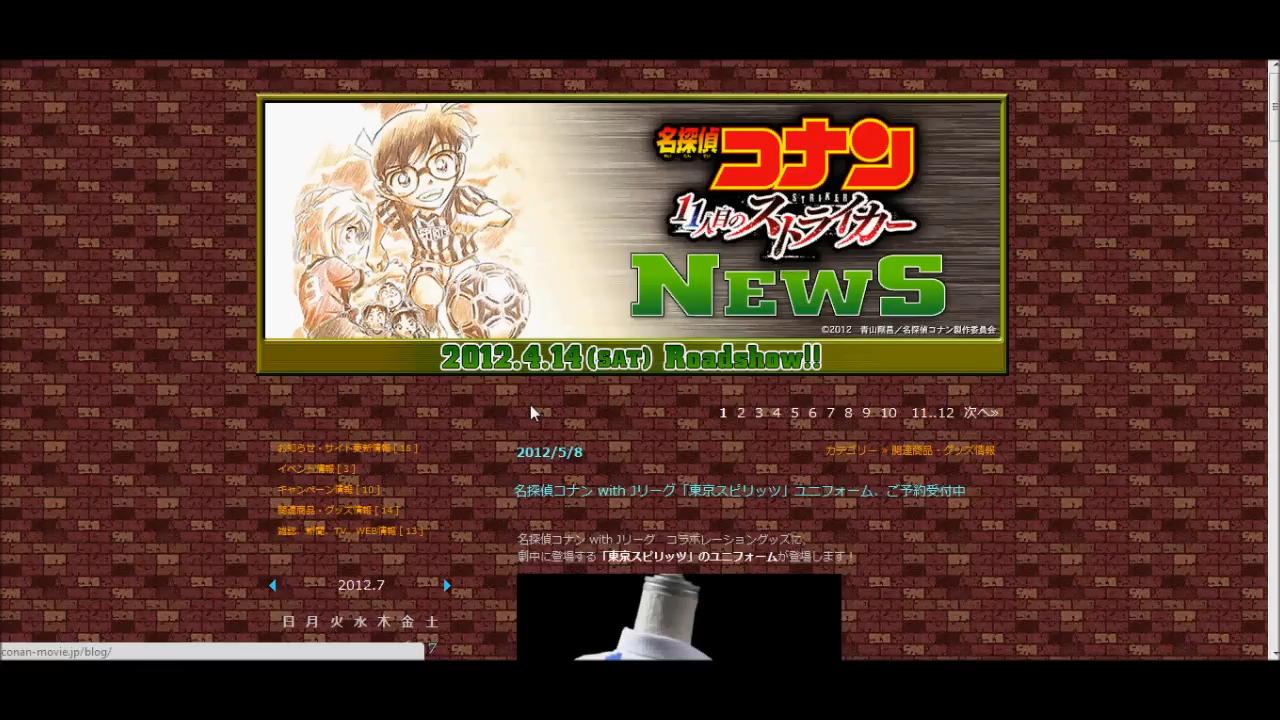 名探偵
コナン
STRIKER
11人目のストライカー
NEWS
©2012 青山剛昌／名探偵コナン製作委員会
2012.4.14(SAT) Roadshow!!
1 2 3 4 5 6 7 8 9 10 11..12 次へ»
お知らせ・サイト更新情報 [ 15 ]
イベント情報 [ 3 ]
キャンペーン情報 [ 10 ]
関連商品・グッズ情報 [ 14 ]
雑誌、新聞、TV、WEB情報 [ 13 ]
2012.7
日 月 火 水 木 金 土
7
2012/5/8
カテゴリー » 関連商品・グッズ情報
名探偵コナン with Jリーグ「東京スピリッツ」ユニフォーム、ご予約受付中
名探偵コナン with Jリーグ コラボレーショングッズに、
劇中に登場する「東京スピリッツ」のユニフォームが登場します！
conan-movie.jp/blog/